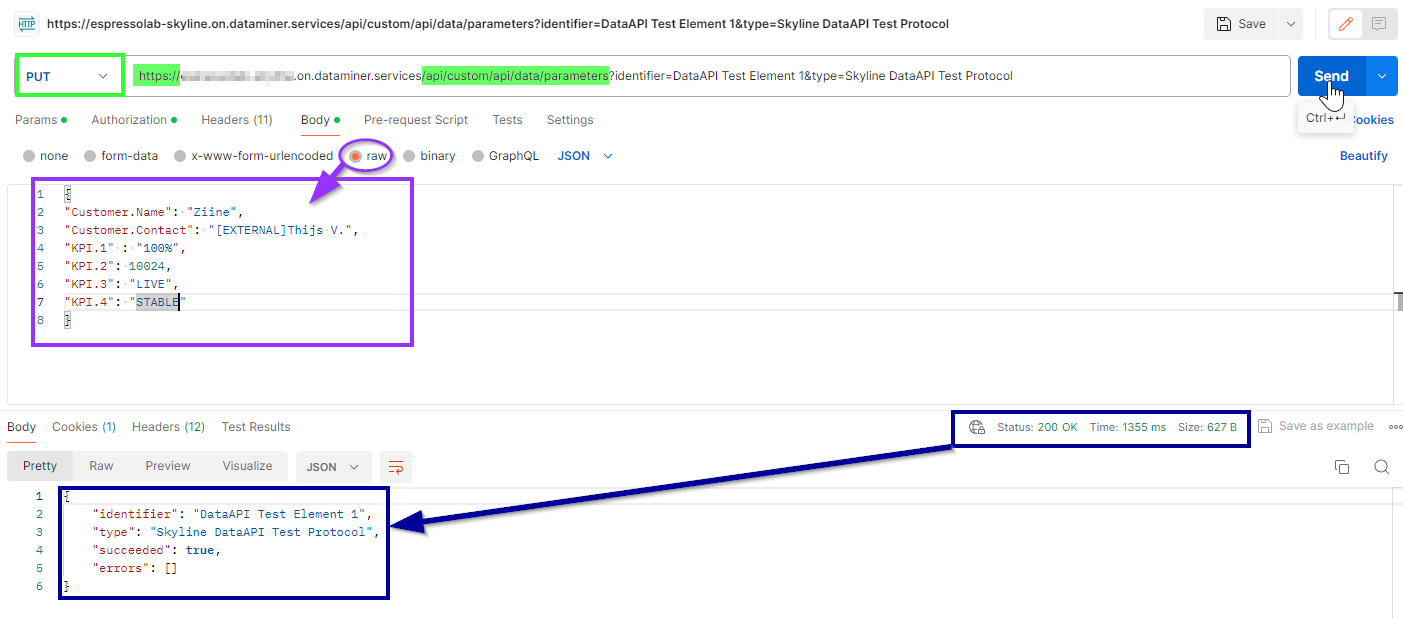 HTTP https://espressolab-skyline.on.dataminer.services/api/custom/api/data/parameters?identifier=DataAPI Test Element 1&type=Skyline DataAPI Test Protocol Save
PUT https:// .on.dataminer.services/api/custom/api/data/parameters?identifier=DataAPI Test Element 1&type=Skyline DataAPI Test Protocol Send
Ctrl+↵
Params Authorization Headers (11) Body Pre-request Script Tests Settings Cookies
none form-data x-www-form-urlencoded raw binary GraphQL JSON Beautify
1 {
2 "Customer.Name": "Ziine",
3 "Customer.Contact": "[EXTERNAL]Thijs V.",
4 "KPI.1" : "100%",
5 "KPI.2": 10024,
6 "KPI.3": "LIVE",
7 "KPI.4": "STABLE"
8 }
Body Cookies (1) Headers (12) Test Results Status: 200 OK Time: 1355 ms Size: 627 B Save as example
Pretty Raw Preview Visualize JSON
1 {
2 "identifier": "DataAPI Test Element 1",
3 "type": "Skyline DataAPI Test Protocol",
4 "succeeded": true,
5 "errors": []
6 }